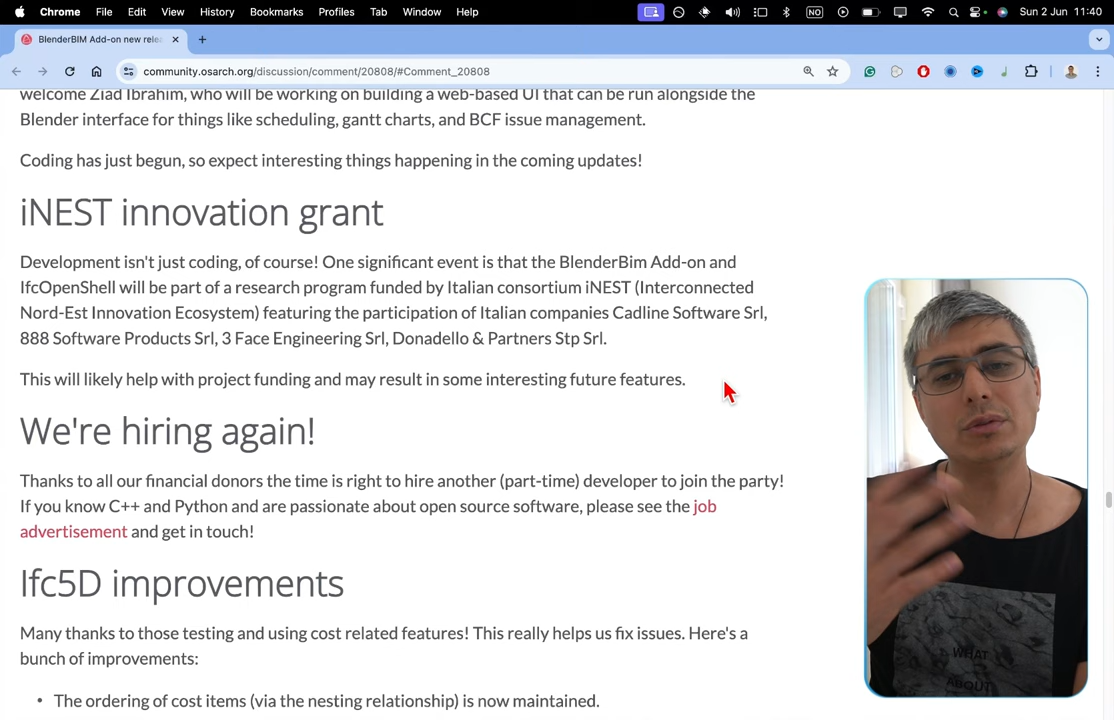 Chrome File Edit View History Bookmarks Profiles Tab Window Help NO Sun 2 Jun 11:40
BlenderBIM Add-on new rele
community.osarch.org/discussion/comment/20808/#Comment_20808
welcome Ziad Ibrahim, who will be working on building a web-based UI that can be run alongside the
Blender interface for things like scheduling, gantt charts, and BCF issue management.
Coding has just begun, so expect interesting things happening in the coming updates!
iNEST innovation grant
Development isn't just coding, of course! One significant event is that the BlenderBim Add-on and
IfcOpenShell will be part of a research program funded by Italian consortium iNEST (Interconnected
Nord-Est Innovation Ecosystem) featuring the participation of Italian companies Cadline Software Srl,
888 Software Products Srl, 3 Face Engineering Srl, Donadello & Partners Stp Srl.
This will likely help with project funding and may result in some interesting future features.
We're hiring again!
Thanks to all our financial donors the time is right to hire another (part-time) developer to join the party!
If you know C++ and Python and are passionate about open source software, please see the job
advertisement and get in touch!
Ifc5D improvements
Many thanks to those testing and using cost related features! This really helps us fix issues. Here's a
bunch of improvements:
• The ordering of cost items (via the nesting relationship) is now maintained.
WHAT
ABOUT